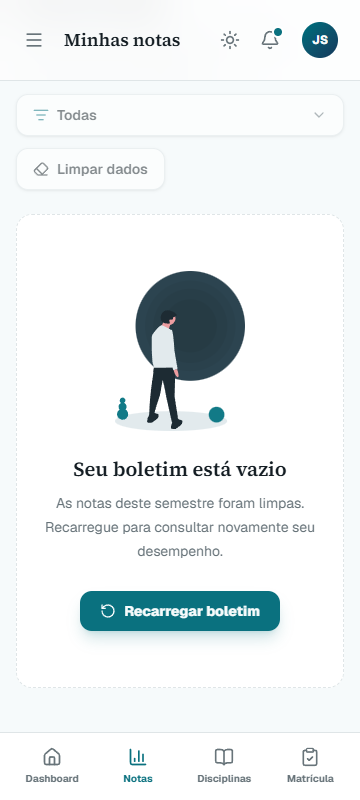 Minhas notas
JS
Todas
Limpar dados
Seu boletim está vazio
As notas deste semestre foram limpas.
Recarregue para consultar novamente seu
desempenho.
Recarregar boletim
Dashboard
Notas
Disciplinas
Matrícula